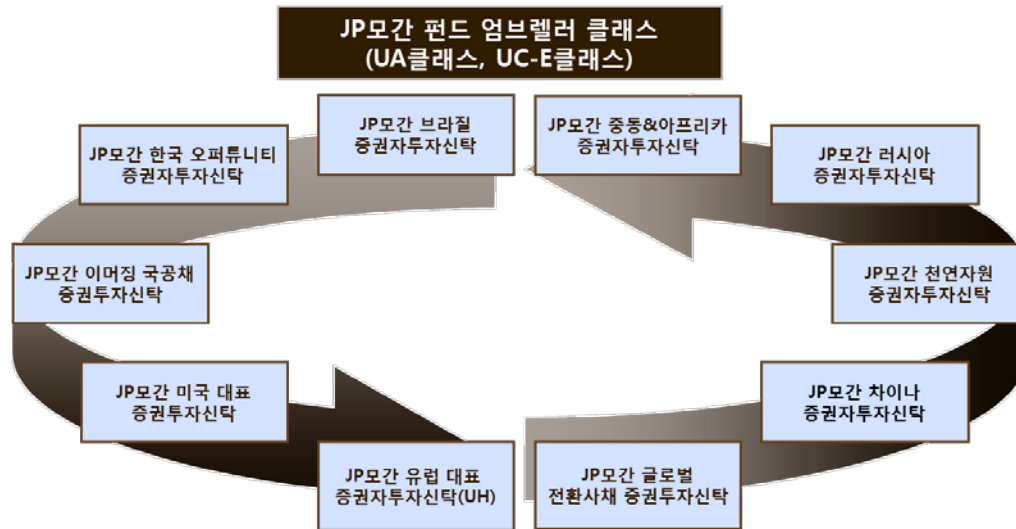 JP모간 펀드 엄브렐러 클래스
(UA클래스, UC-E클래스)
JP모간 브라질
증권자투자신탁
JP모간 중동&아프리카
증권자투자신탁
JP모간 한국 오퍼튜니티
증권자투자신탁
JP모간 러시아
증권자투자신탁
JP모간 이머징 국공채
증권투자신탁
JP모간 천연자원
증권자투자신탁
JP모간 미국 대표
증권투자신탁
JP모간 차이나
증권자투자신탁
JP모간 유럽 대표
증권자투자신탁(UH)
JP모간 글로벌
전환사채 증권투자신탁